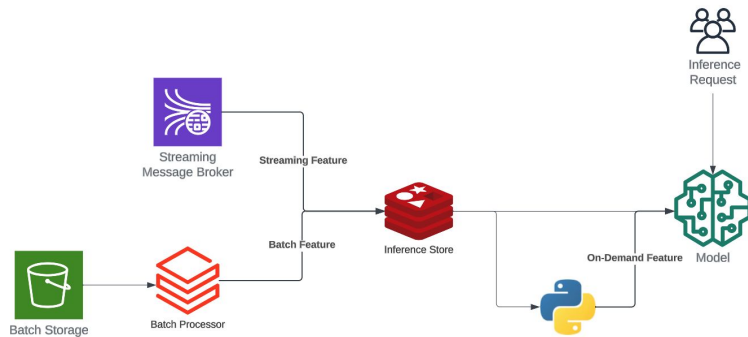 Inference
Request
Streaming
Message Broker
Streaming Feature
Batch Feature
Inference Store
On-Demand Feature
Model
Batch Storage
Batch Processor